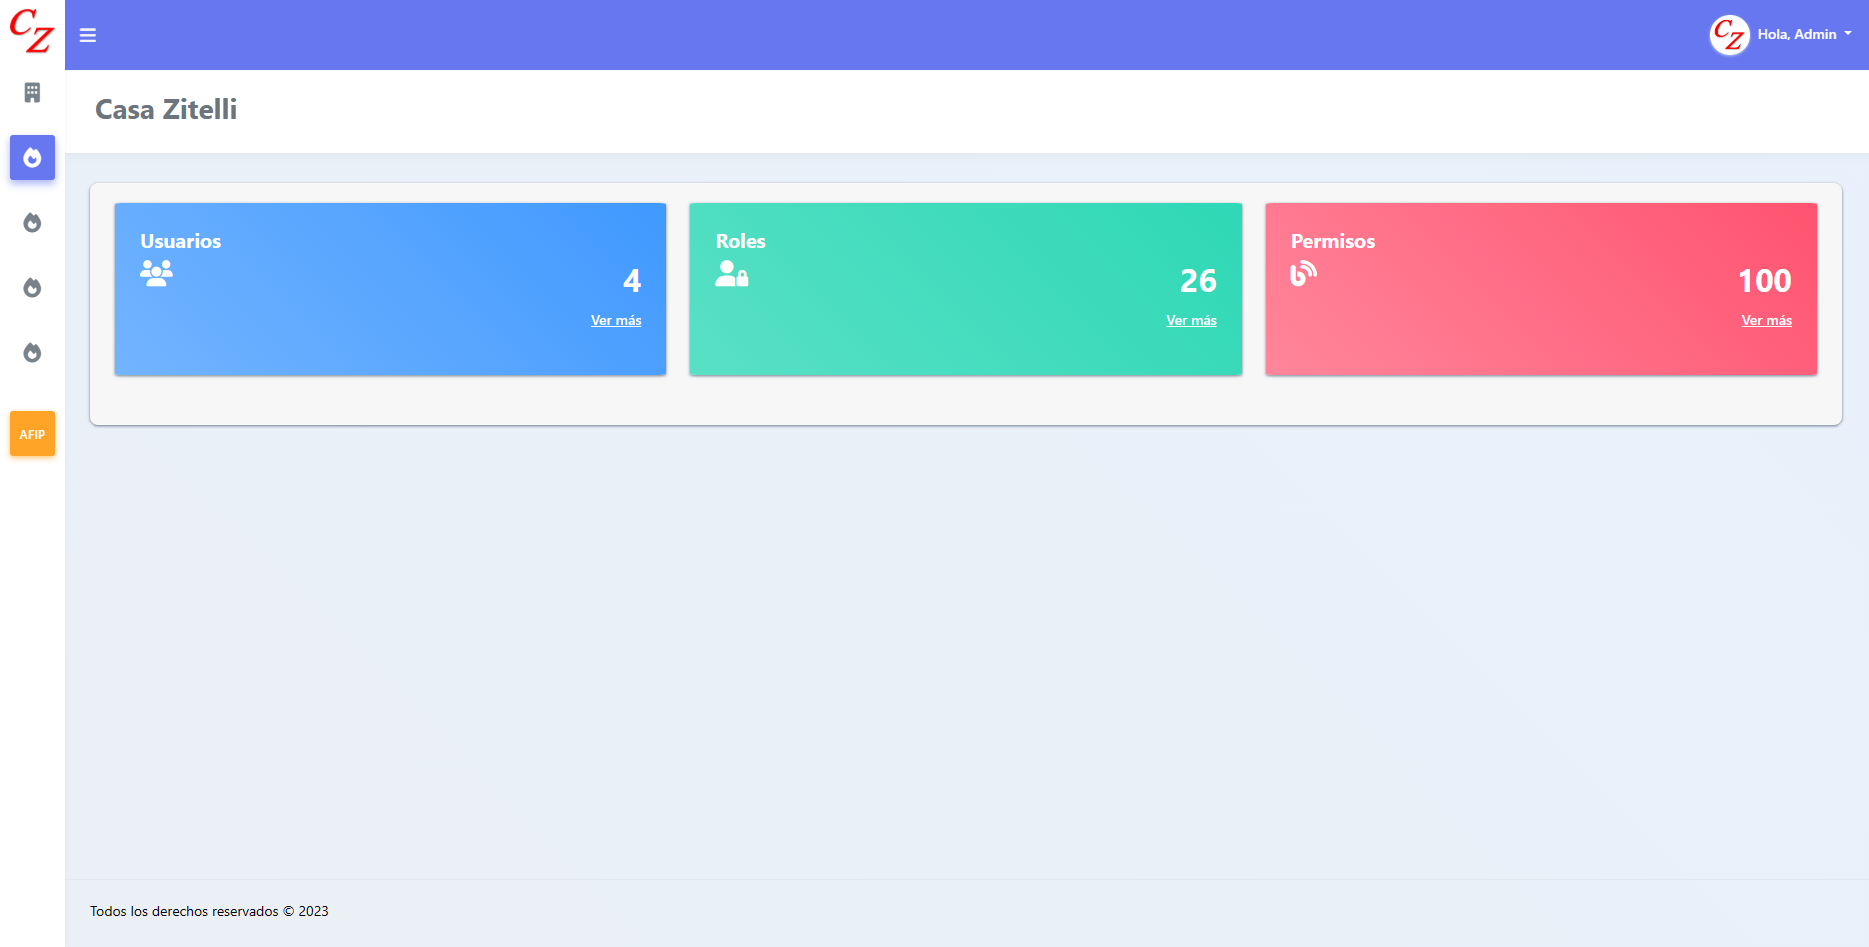 CZ
CZ
Hola, Admin
Casa Zitelli
Usuarios
4
Ver más
Roles
26
Ver más
Permisos
100
Ver más
AFIP
Todos los derechos reservados © 2023